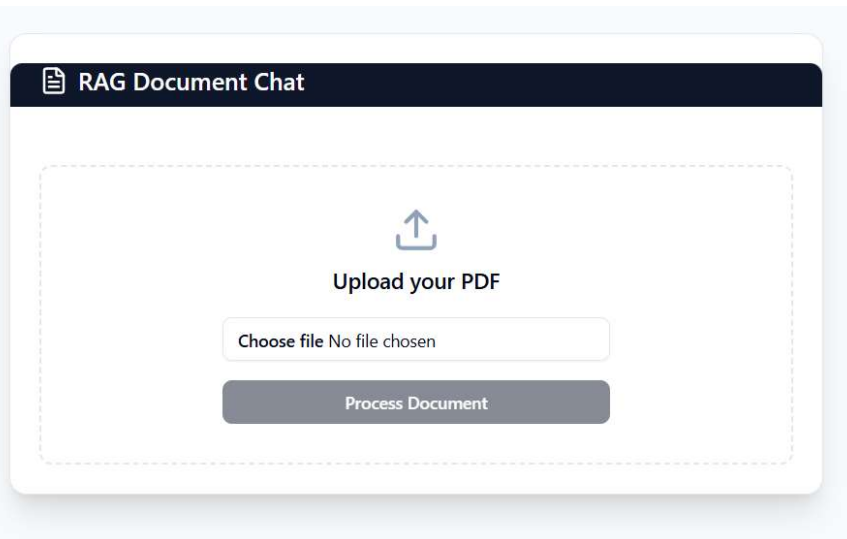 RAG Document Chat
Upload your PDF
Choose file No file chosen
Process Document